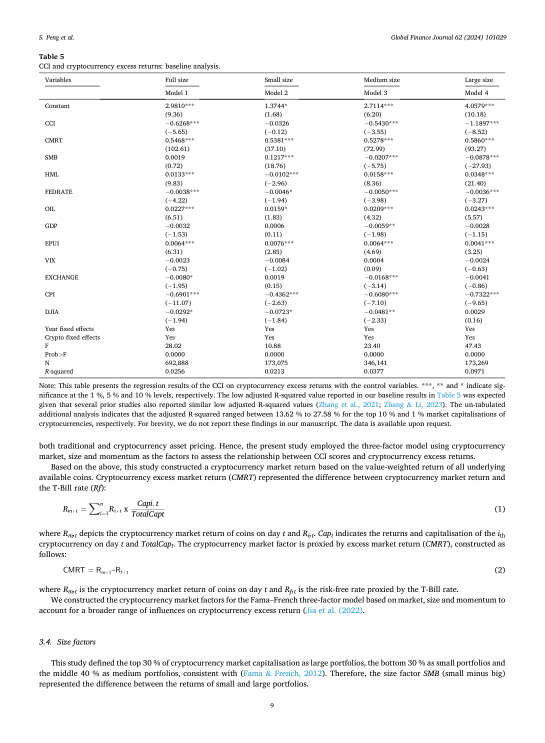 S. Peng et al.
Global Finance Journal 62 (2024) 101029
Table 5
CCI and cryptocurrency excess returns: baseline analysis.
Variables Full size Small size Medium size Large size
Model 1 Model 2 Model 3 Model 4
Constant 2.9810*** 1.3744* 2.7114*** 4.0579***
(9.36) (1.68) (6.20) (10.18)
CCI −0.6268*** −0.0326 −0.5430*** −1.1897***
(−5.65) (−0.12) (−3.55) (−8.52)
CMRT 0.5468*** 0.5381*** 0.5278*** 0.5860***
(102.61) (37.10) (72.99) (93.27)
SMB 0.0019 0.1217*** −0.0207*** −0.0878***
(0.72) (18.76) (−5.75) (−27.93)
HML 0.0133*** −0.0102*** 0.0158*** 0.0348***
(9.83) (−2.96) (8.36) (21.40)
FEDRATE −0.0038*** −0.0046* −0.0050*** −0.0036***
(−4.22) (−1.94) (−3.98) (−3.27)
OIL 0.0227*** 0.0159* 0.0209*** 0.0243***
(6.51) (1.83) (4.32) (5.57)
GDP −0.0032 0.0006 −0.0059** −0.0028
(−1.53) (0.11) (−1.98) (−1.15)
EPUI 0.0064*** 0.0076*** 0.0064*** 0.0041***
(6.31) (2.85) (4.69) (3.25)
VIX −0.0023 −0.0084 0.0004 −0.0024
(−0.75) (−1.02) (0.09) (−0.63)
EXCHANGE −0.0080* 0.0019 −0.0168*** −0.0041
(−1.95) (0.15) (−3.14) (−0.86)
CPI −0.6901*** −0.4362*** −0.6080*** −0.7322***
(−11.07) (−2.63) (−7.10) (−9.65)
DJIA −0.0292* −0.0723* −0.0481** 0.0029
(−1.94) (−1.84) (−2.33) (0.16)
Year fixed effects Yes Yes Yes Yes
Crypto fixed effects Yes Yes Yes Yes
F 28.02 10.88 23.40 47.43
Prob>F 0.0000 0.0000 0.0000 0.0000
N 692,888 173,075 346,141 173,269
R-squared 0.0256 0.0213 0.0377 0.0971
Note: This table presents the regression results of the CCI on cryptocurrency excess returns with the control variables. ***, ** and * indicate sig-
nificance at the 1 %, 5 % and 10 % levels, respectively. The low adjusted R-squared value reported in our baseline results in Table 5 was expected
given that several prior studies also reported similar low adjusted R-squared values (Zhang et al., 2021; Zhang & Li, 2023). The un-tabulated
additional analysis indicates that the adjusted R-squared ranged between 13.62 % to 27.58 % for the top 10 % and 1 % market capitalisations of
cryptocurrencies, respectively. For brevity, we do not report these findings in our manuscript. The data is available upon request.
both traditional and cryptocurrency asset pricing. Hence, the present study employed the three-factor model using cryptocurrency
market, size and momentum as the factors to assess the relationship between CCI scores and cryptocurrency excess returns.
Based on the above, this study constructed a cryptocurrency market return based on the value-weighted return of all underlying
available coins. Cryptocurrency excess market return (CMRT) represented the difference between cryptocurrency market return and
the T-Bill rate (Rf):
R_{m,t} = ∑_{i=1}^{n} R_{i,t} x Capi.t / TotalCapt (1)
where Rm,t depicts the cryptocurrency market return of coins on day t and Ri,t. Capt indicates the returns and capitalisation of the ith
cryptocurrency on day t and TotalCapt. The cryptocurrency market factor is proxied by excess market return (CMRT), constructed as
follows:
CMRT = Rm,t–Rf,t (2)
where Rm,t is the cryptocurrency market return of coins on day t and Rf,t is the risk-free rate proxied by the T-Bill rate.
We constructed the cryptocurrency market factors for the Fama–French three-factor model based on market, size and momentum to
account for a broader range of influences on cryptocurrency excess return (Jia et al. (2022).
3.4. Size factors
This study defined the top 30 % of cryptocurrency market capitalisation as large portfolios, the bottom 30 % as small portfolios and
the middle 40 % as medium portfolios, consistent with (Fama & French, 2012). Therefore, the size factor SMB (small minus big)
represented the difference between the returns of small and large portfolios.
9